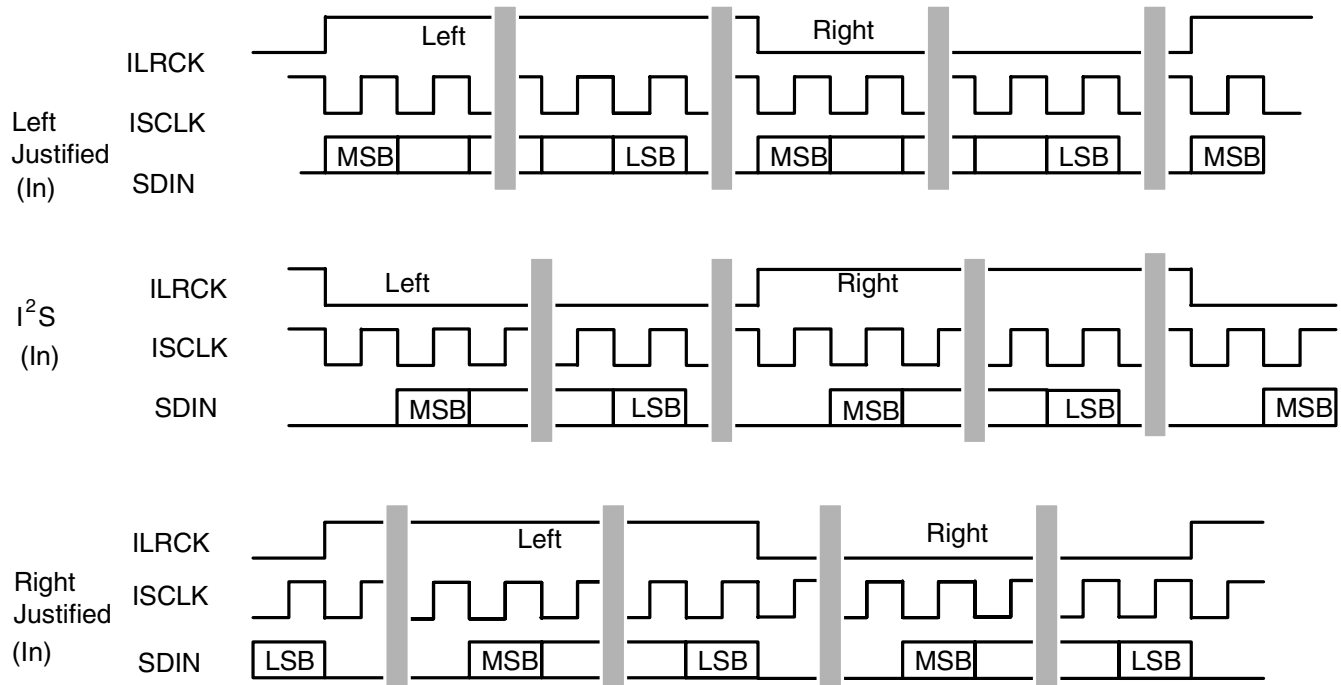 Left Right
ILRCK
ISCLK
Left
Justified
(In)
MSB LSB MSB LSB MSB
SDIN
ILRCK Left Right
I²S
(In)
ISCLK
SDIN MSB LSB MSB LSB MSB
ILRCK Left Right
Right
Justified
(In)
ISCLK
SDIN LSB MSB LSB MSB LSB